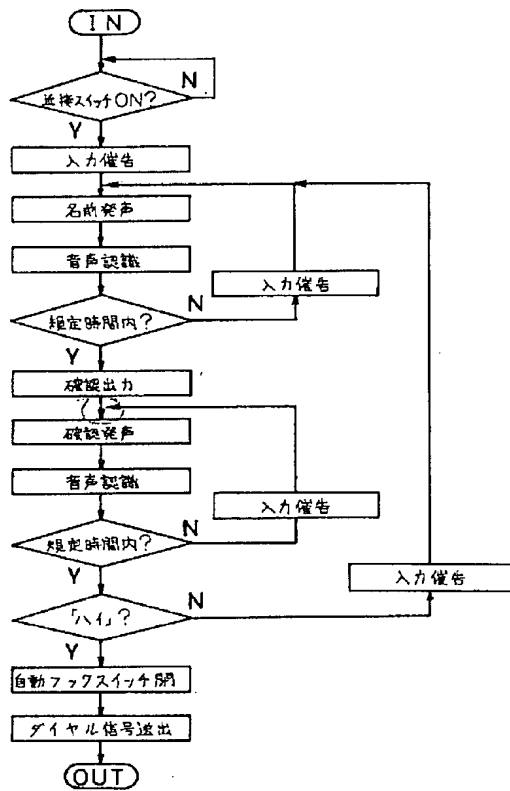 IN
N
近接スイッチON?
Y
入力催告
名前発声
音声認識
入力催告
N
規定時間内?
Y
確認出力
確認発声
音声認識
入力催告
N
規定時間内?
Y
入力催告
N
「ハイ」?
Y
自動フックスイッチ閉
ダイヤル信号送出
OUT